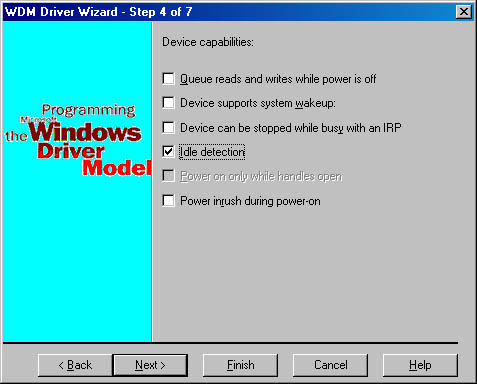 WDM Driver Wizard - Step 4 of 7
Device capabilities:
Queue reads and writes while power is off
Device supports system wakeup:
Device can be stopped while busy with an IRP
Idle detection
Power on only while handles open
Power inrush during power-on
Programming
Microsoft
the Windows
Driver
Model
< Back
Next >
Finish
Cancel
Help